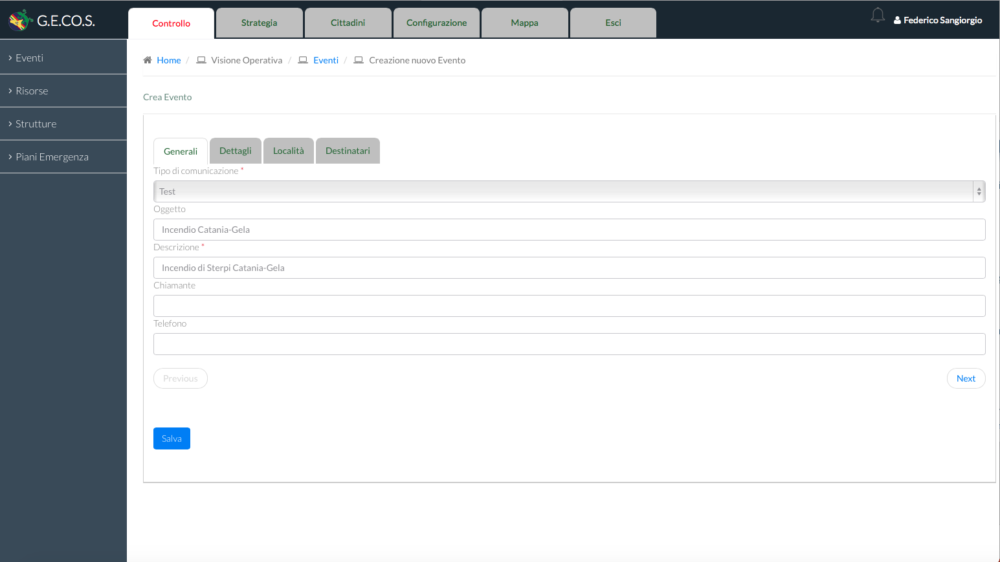 G.E.CO.S.
Controllo
Strategia
Cittadini
Configurazione
Mappa
Esci
Federico Sangiorgio
Eventi
Risorse
Strutture
Piani Emergenza
Home / Visione Operativa / Eventi / Creazione nuovo Evento
Crea Evento
Generali
Dettagli
Località
Destinatari
Tipo di comunicazione *
Test
Oggetto
Incendio Catania-Gela
Descrizione *
Incendio di Sterpi Catania-Gela
Chiamante
Telefono
Previous
Next
Salva